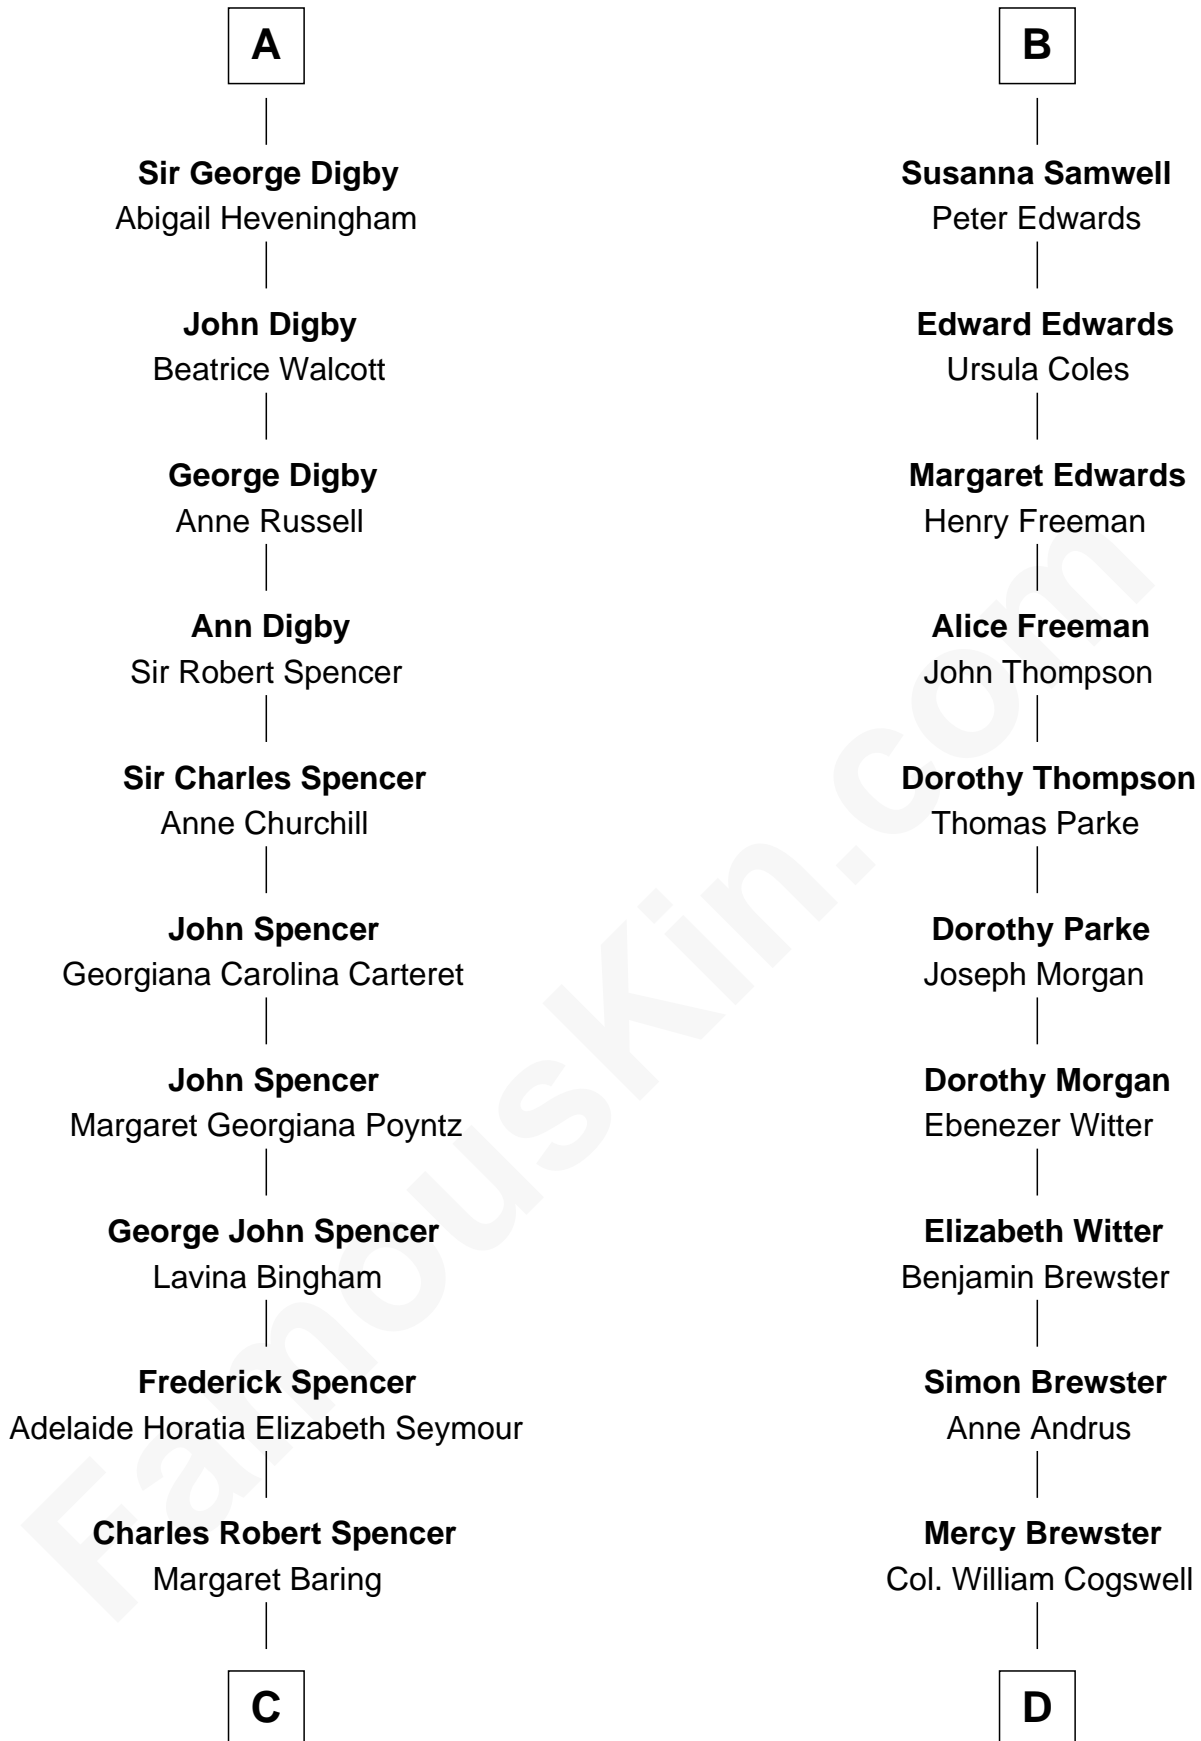 A
Sir George Digby
Abigail Heveningham
John Digby
Beatrice Walcott
George Digby
Anne Russell
Ann Digby
Sir Robert Spencer
Sir Charles Spencer
Anne Churchill
John Spencer
Georgiana Carolina Carteret
John Spencer
Margaret Georgiana Poyntz
George John Spencer
Lavina Bingham
Frederick Spencer
Adelaide Horatia Elizabeth Seymour
Charles Robert Spencer
Margaret Baring
C
B
Susanna Samwell
Peter Edwards
Edward Edwards
Ursula Coles
Margaret Edwards
Henry Freeman
Alice Freeman
John Thompson
Dorothy Thompson
Thomas Parke
Dorothy Parke
Joseph Morgan
Dorothy Morgan
Ebenezer Witter
Elizabeth Witter
Benjamin Brewster
Simon Brewster
Anne Andrus
Mercy Brewster
Col. William Cogswell
D
FamousKin.com